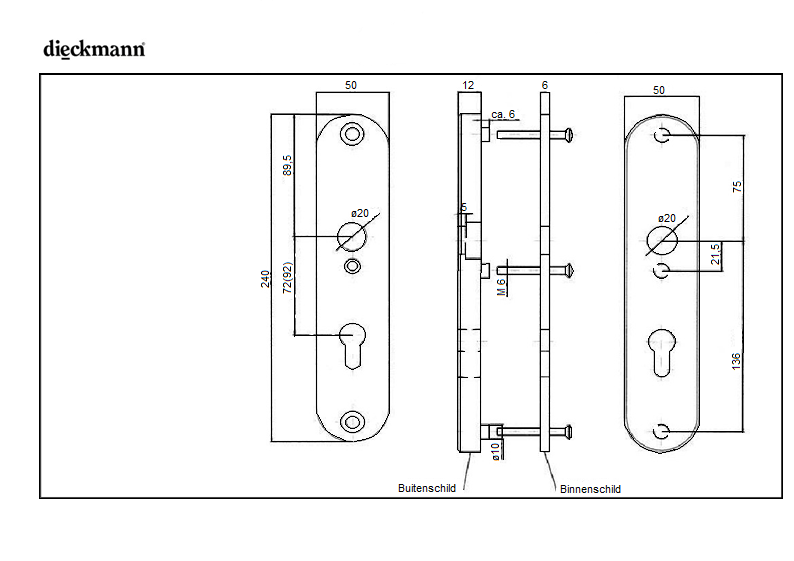 dieckmann
50
12
6
50
ca. 6
89,5
75
5
ø20
ø20
21,5
240
72(92)
M 6
136
ø10
Buitenschild
Binnenschild